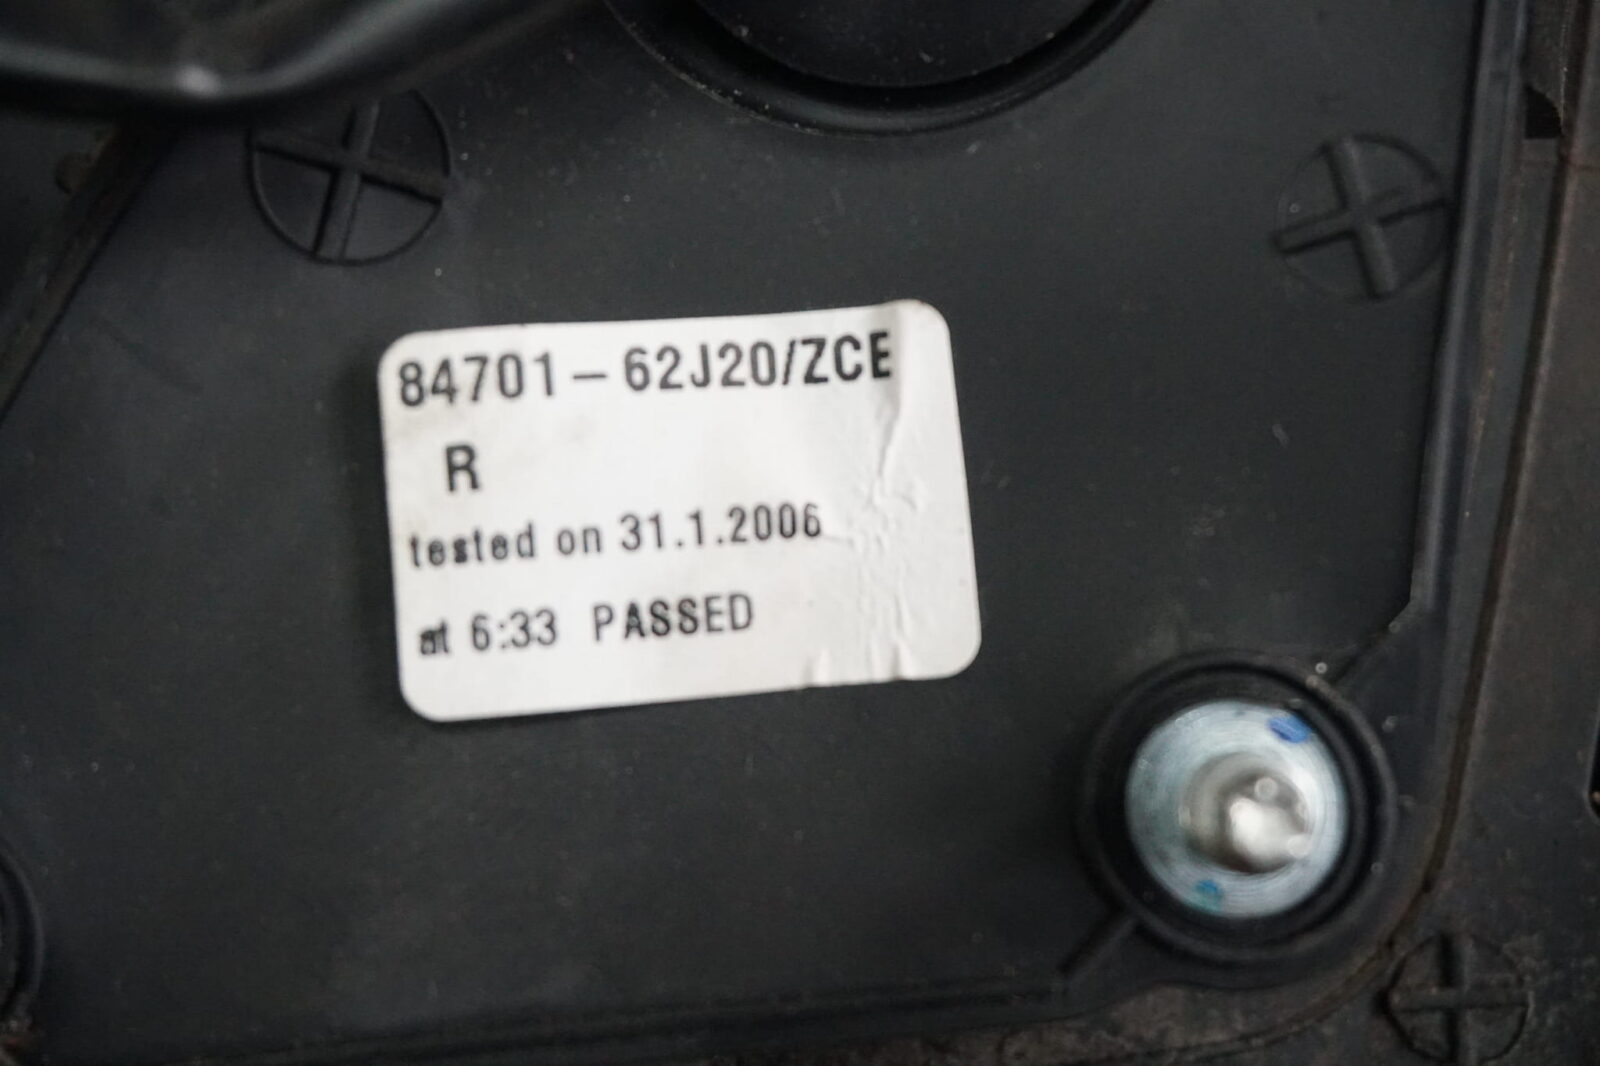 84701-62J20/ZCE
R
tested on 31.1.2006
at 6:33 PASSED